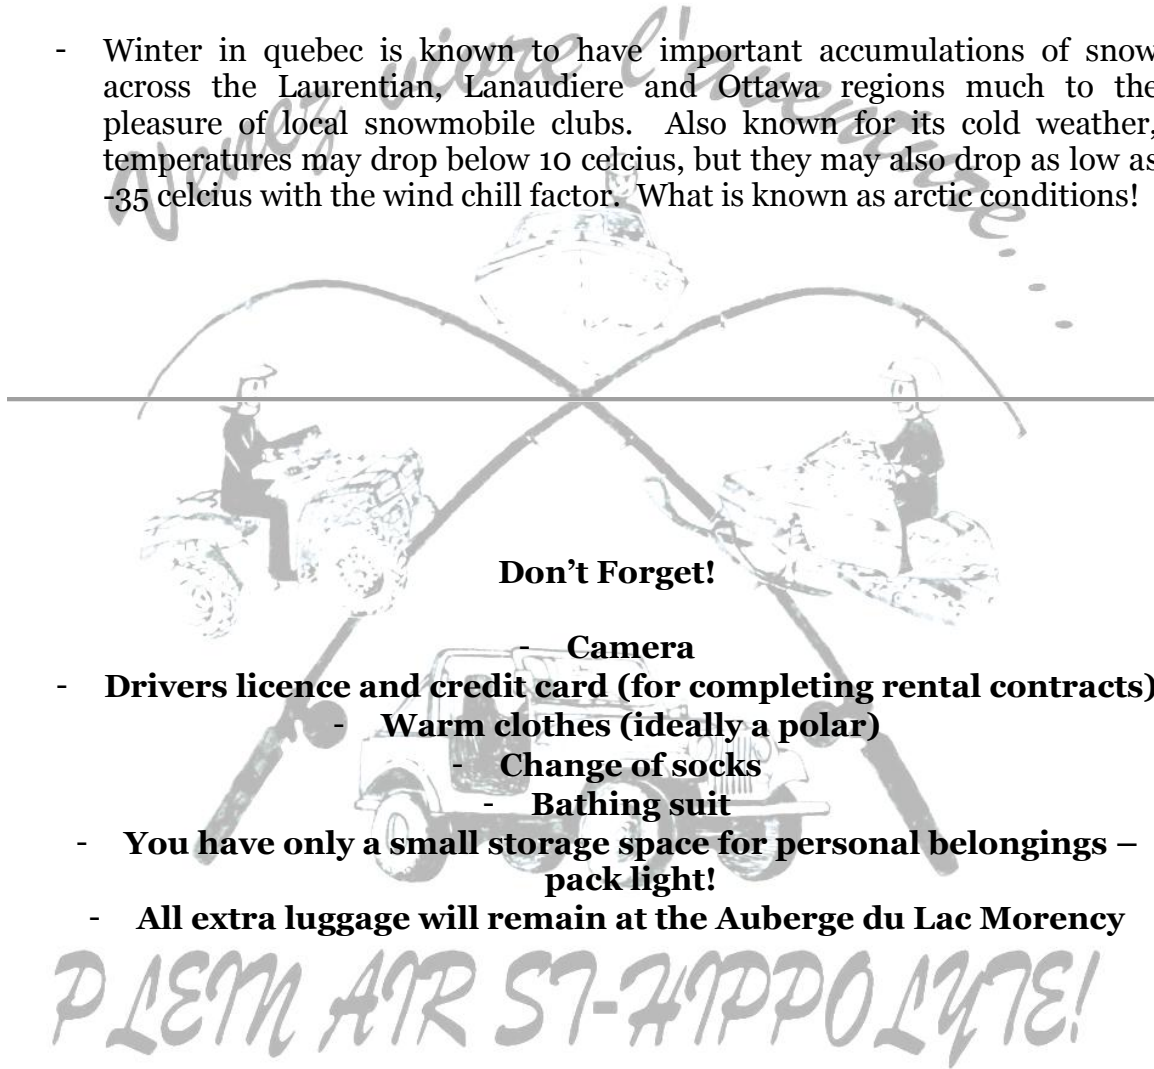 Venez vivre l'aventure...
- Winter in quebec is known to have important accumulations of snow
across the Laurentian, Lanaudiere and Ottawa regions much to the
pleasure of local snowmobile clubs. Also known for its cold weather,
temperatures may drop below 10 celcius, but they may also drop as low as
-35 celcius with the wind chill factor. What is known as arctic conditions!
Don’t Forget!
- Camera
- Drivers licence and credit card (for completing rental contracts)
- Warm clothes (ideally a polar)
- Change of socks
- Bathing suit
- You have only a small storage space for personal belongings –
pack light!
- All extra luggage will remain at the Auberge du Lac Morency
PLEIN AIR ST-HIPPOLYTE!